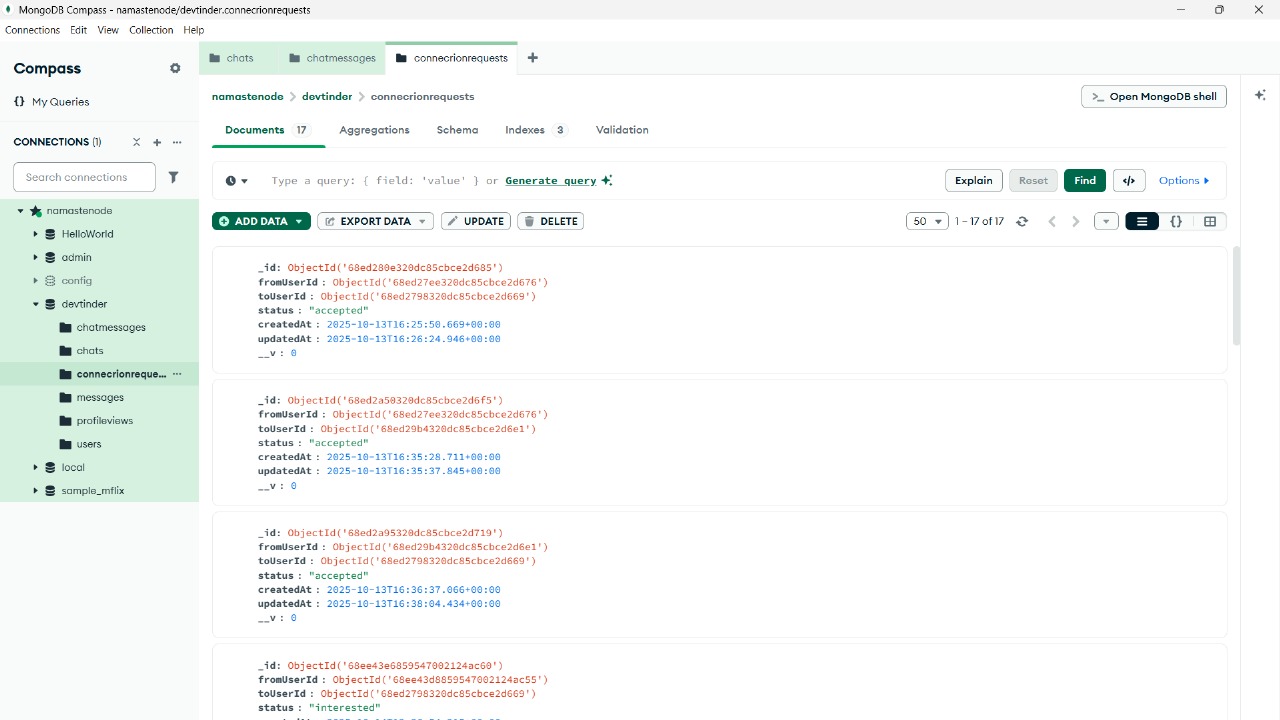 MongoDB Compass - namastenode/devtinder.connecrionrequests
Connections Edit View Collection Help
Compass
{} My Queries
CONNECTIONS (1)
Search connections
namastenode
HelloWorld
admin
config
devtinder
chatmessages
chats
connecrionreque...
messages
profileviews
users
local
sample_mflix
chats chatmessages connecrionrequests
namastenode > devtinder > connecrionrequests
>_ Open MongoDB shell
Documents 17 Aggregations Schema Indexes 3 Validation
Type a query: { field: 'value' } or Generate query
Explain Reset Find </> Options
ADD DATA EXPORT DATA UPDATE DELETE
50 1 – 17 of 17 {}
_id: ObjectId('68ed280e320dc85cbce2d685')
fromUserId : ObjectId('68ed27ee320dc85cbce2d676')
toUserId : ObjectId('68ed2798320dc85cbce2d669')
status : "accepted"
createdAt : 2025-10-13T16:25:50.669+00:00
updatedAt : 2025-10-13T16:26:24.946+00:00
__v : 0
_id: ObjectId('68ed2a50320dc85cbce2d6f5')
fromUserId : ObjectId('68ed27ee320dc85cbce2d676')
toUserId : ObjectId('68ed29b4320dc85cbce2d6e1')
status : "accepted"
createdAt : 2025-10-13T16:35:28.711+00:00
updatedAt : 2025-10-13T16:35:37.845+00:00
__v : 0
_id: ObjectId('68ed2a95320dc85cbce2d719')
fromUserId : ObjectId('68ed29b4320dc85cbce2d6e1')
toUserId : ObjectId('68ed2798320dc85cbce2d669')
status : "accepted"
createdAt : 2025-10-13T16:36:37.066+00:00
updatedAt : 2025-10-13T16:38:04.434+00:00
__v : 0
_id: ObjectId('68ee43e6859547002124ac60')
fromUserId : ObjectId('68ee43d8859547002124ac55')
toUserId : ObjectId('68ed2798320dc85cbce2d669')
status : "interested"